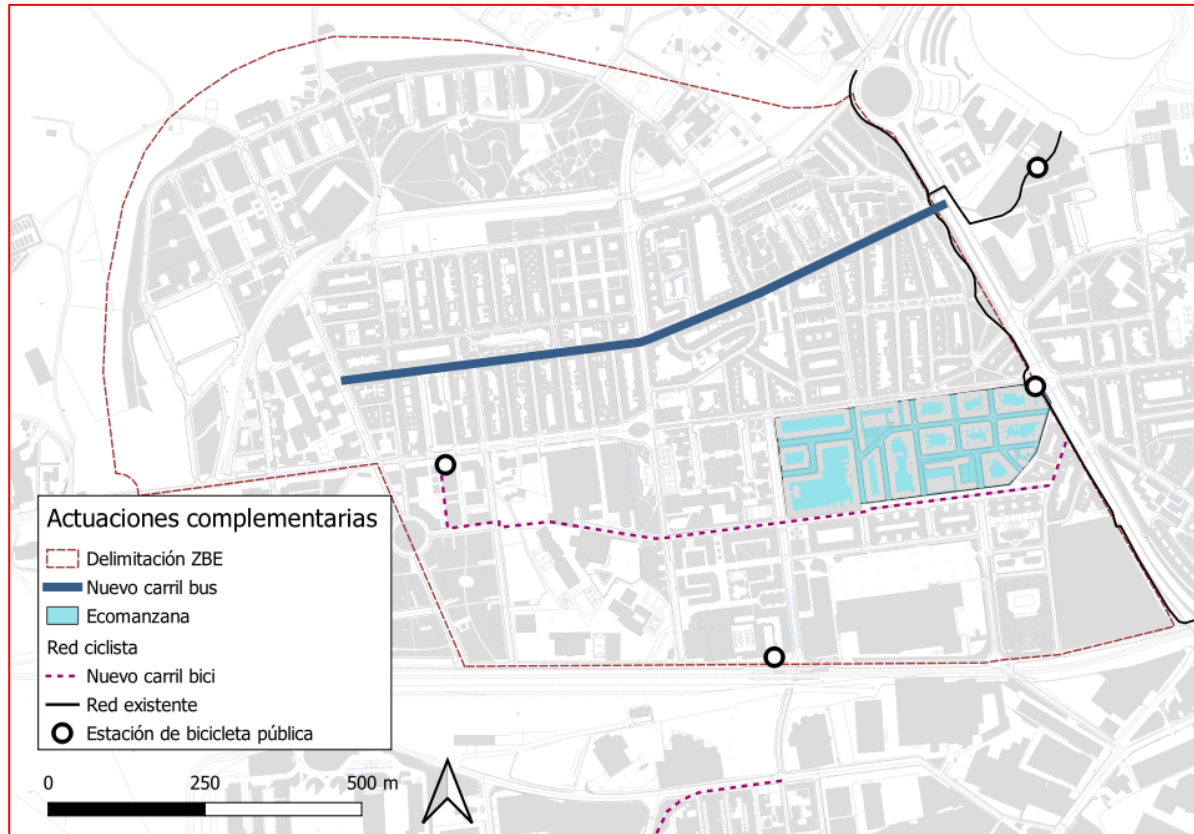 Actuaciones complementarias
Delimitación ZBE
Nuevo carril bus
Ecomanzana
Red ciclista
Nuevo carril bici
Red existente
Estación de bicicleta pública
0 250 500 m